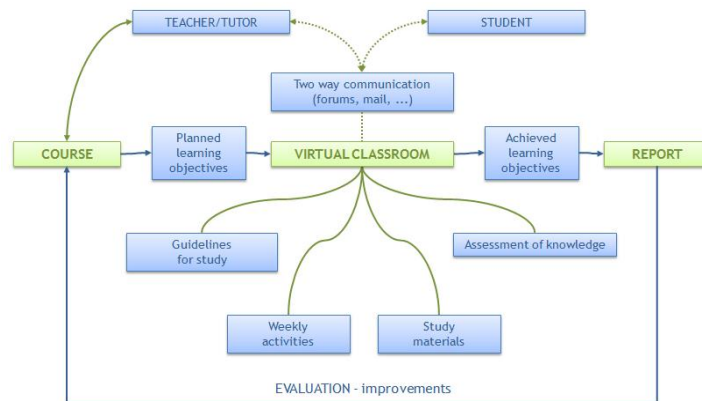 TEACHER/TUTOR
STUDENT
Two way communication
(forums, mail, ...)
COURSE
Planned
learning
objectives
VIRTUAL CLASSROOM
Achieved
learning
objectives
REPORT
Guidelines
for study
Assessment of knowledge
Weekly
activities
Study
materials
EVALUATION - improvements